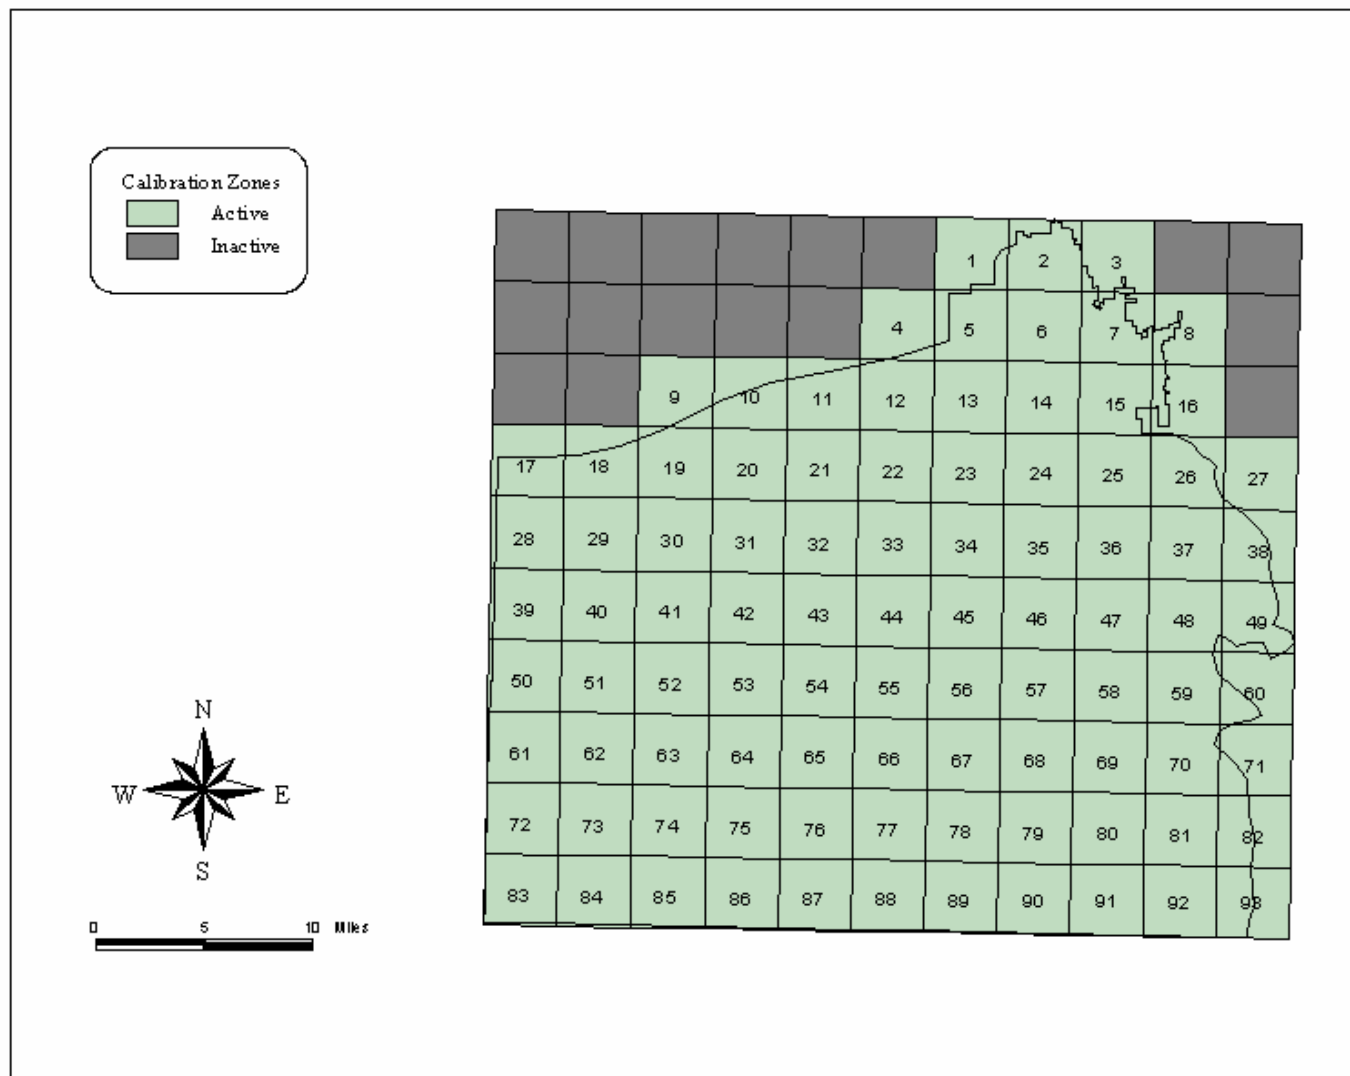 Calibration Zones
Active
Inactive
1 2 3
4 5 6 7 8
9 10 11 12 13 14 15 16
17 18 19 20 21 22 23 24 25 26 27
28 29 30 31 32 33 34 35 36 37 38
39 40 41 42 43 44 45 46 47 48 49
50 51 52 53 54 55 56 57 58 59 60
61 62 63 64 65 66 67 68 69 70 71
72 73 74 75 76 77 78 79 80 81 82
83 84 85 86 87 88 89 90 91 92 93
N
W E
S
0 5 10 Miles